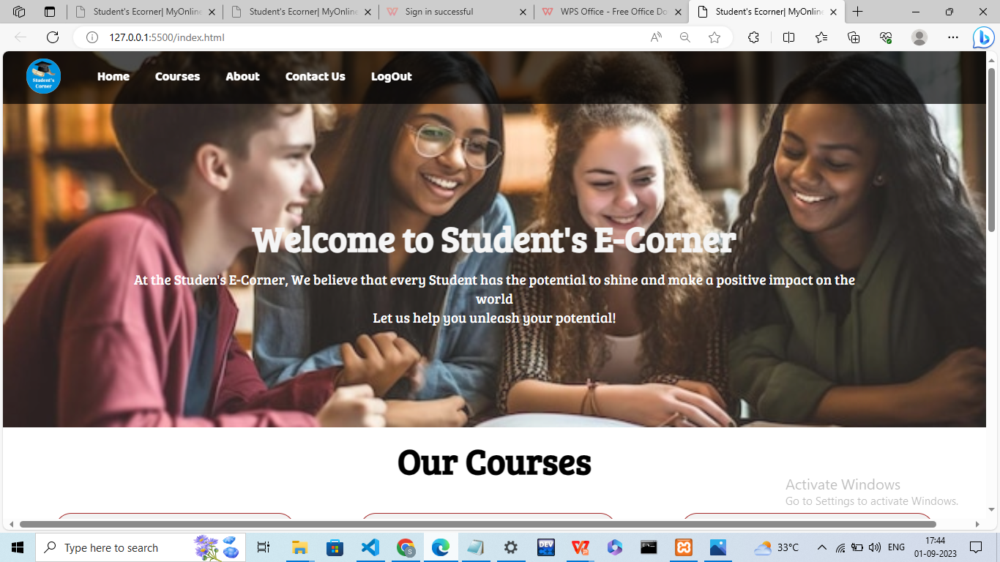 Student's Ecorner| MyOnline
Student's Ecorner| MyOnline
Sign in successful
WPS Office - Free Office Do
Student's Ecorner| MyOnline
127.0.0.1:5500/index.html
Student's
Corner
Home
Courses
About
Contact Us
LogOut
Welcome to Student's E-Corner
At the Studen's E-Corner, We believe that every Student has the potential to shine and make a positive impact on the
world
Let us help you unleash your potential!
Our Courses
Activate Windows
Go to Settings to activate Windows.
Type here to search
DEV
33°C
ENG
17:44
01-09-2023